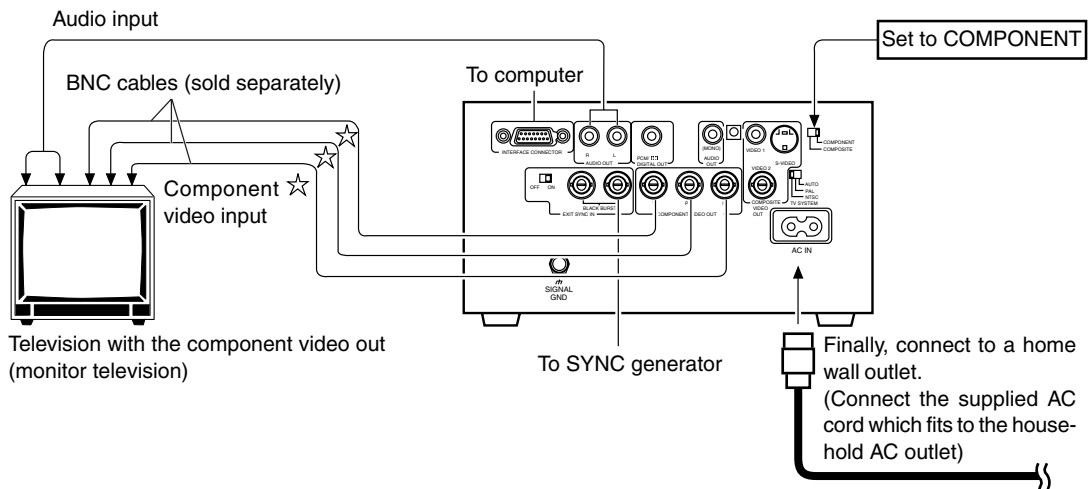 Audio input
Set to COMPONENT
BNC cables (sold separately)
To computer
INTERFACE CONNECTOR
R L
AUDIO OUT
PCM/
DIGITAL OUT
(MONO)
AUDIO
OUT
VIDEO 1
S-VIDEO
COMPONENT
COMPOSITE
Component
video input
OFF ON
BLACK BURST
EXIT SYNC IN
COMPONENT
P
VIDEO 2
COMPOSITE
VIDEO
OUT
AUTO
PAL
NTSC
TV SYSTEM
AC IN
SIGNAL
GND
Television with the component video out
(monitor television)
To SYNC generator
Finally, connect to a home
wall outlet.
(Connect the supplied AC
cord which fits to the house-
hold AC outlet)